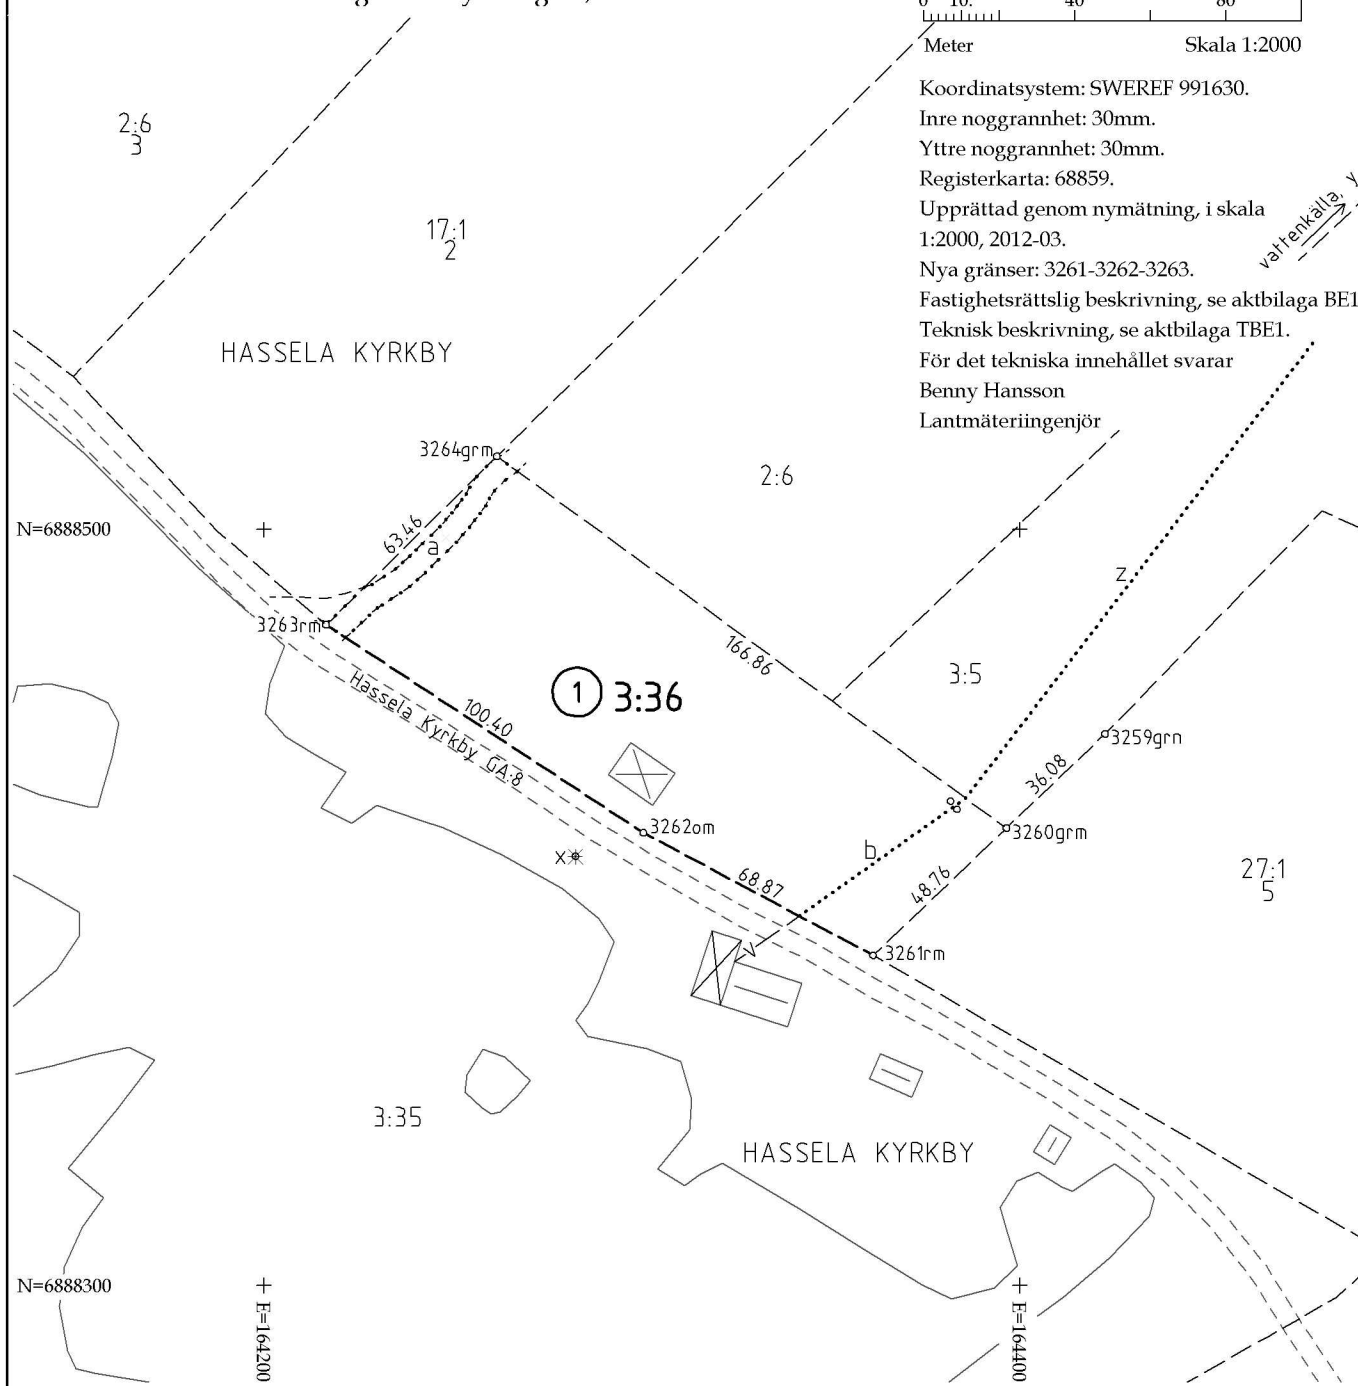 0 10. 40 80
Meter Skala 1:2000
Koordinatsystem: SWEREF 991630.
Inre noggrannhet: 30mm.
Yttre noggrannhet: 30mm.
Registerkarta: 68859.
Upprättad genom nymätning, i skala
1:2000, 2012-03.
Nya gränser: 3261-3262-3263.
Fastighetsrättslig beskrivning, se aktbilaga BE1
Teknisk beskrivning, se aktbilaga TBE1.
För det tekniska innehållet svarar
Benny Hansson
Lantmäteriingenjör
2:6
3
17:1
2
vattenkälla, y
HASSELA KYRKBY
3264grm
2:6
N=6888500
63.46
a
z
3263rm
166.86
3:5
Hassela Kyrkby GA:8
100.40
1 3:36
3259grn
36.08
3262om
3260grm
x
b
68.87
48.76
27:1
5
3261rm
3:35
HASSELA KYRKBY
N=6888300
E=164200
E=164400